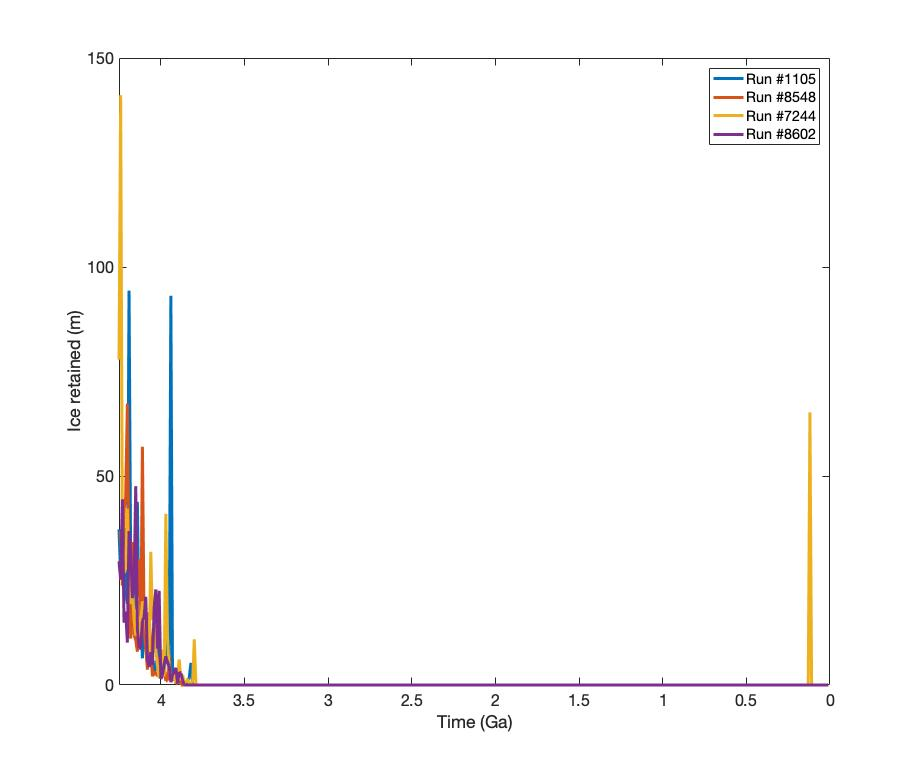 150
100
50
0
Ice retained (m)
Run #1105
Run #8548
Run #7244
Run #8602
4 3.5 3 2.5 2 1.5 1 0.5 0
Time (Ga)